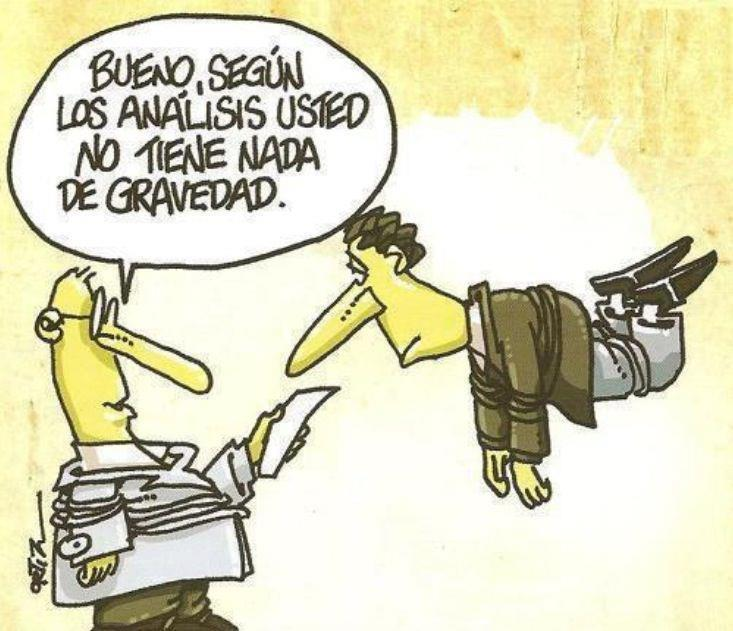 BUENO, SEGÚN
LOS ANÁLISIS USTED
NO TIENE NADA
DE GRAVEDAD.